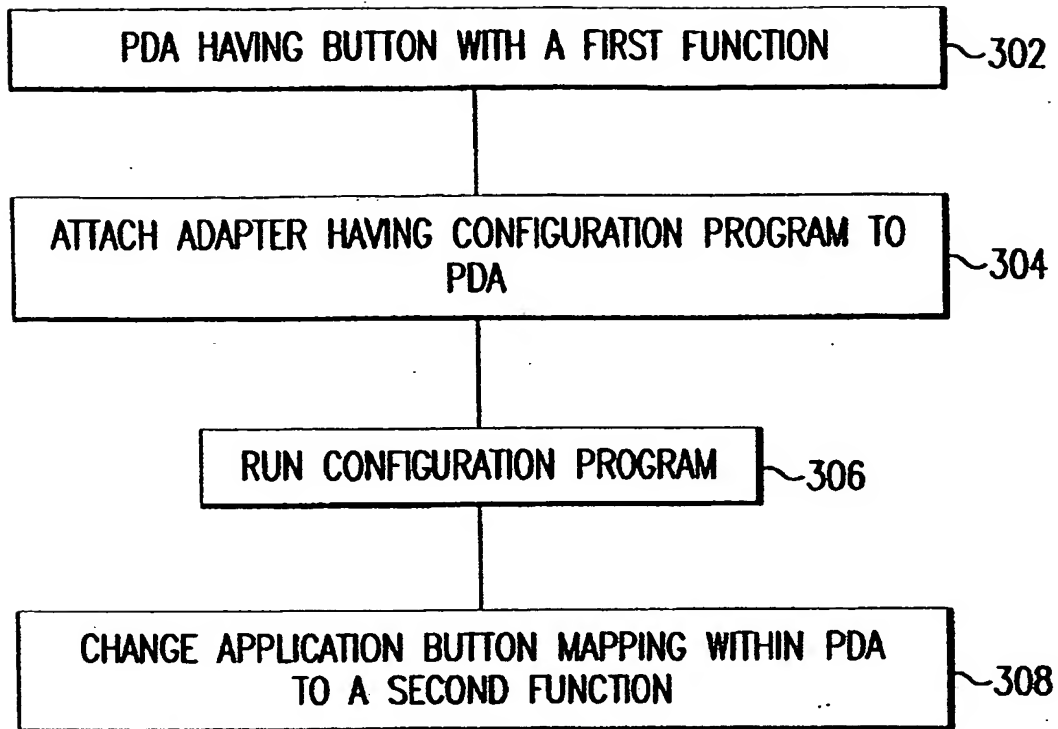 PDA HAVING BUTTON WITH A FIRST FUNCTION
302
ATTACH ADAPTER HAVING CONFIGURATION PROGRAM TO
PDA
304
RUN CONFIGURATION PROGRAM
306
CHANGE APPLICATION BUTTON MAPPING WITHIN PDA
TO A SECOND FUNCTION
308